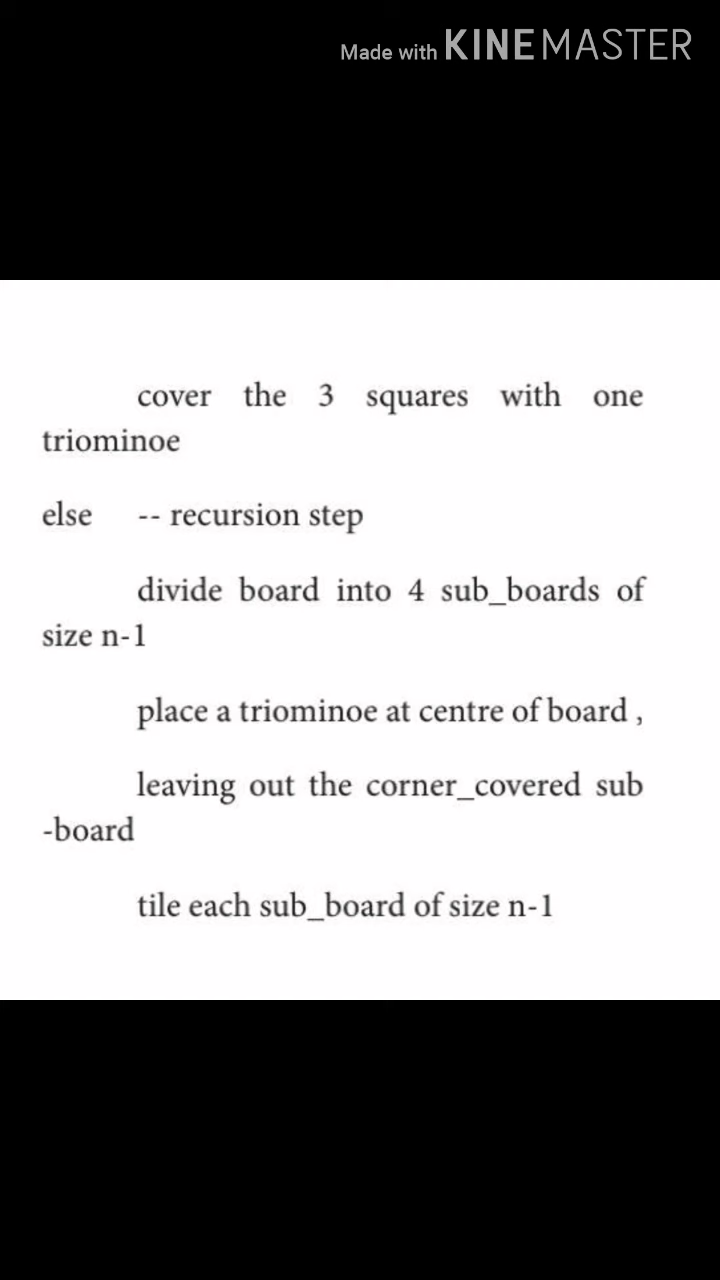 Made with KINEMASTER
cover the 3 squares with one
triominoe
else -- recursion step
divide board into 4 sub_boards of
size n-1
place a triominoe at centre of board ,
leaving out the corner_covered sub
-board
tile each sub_board of size n-1